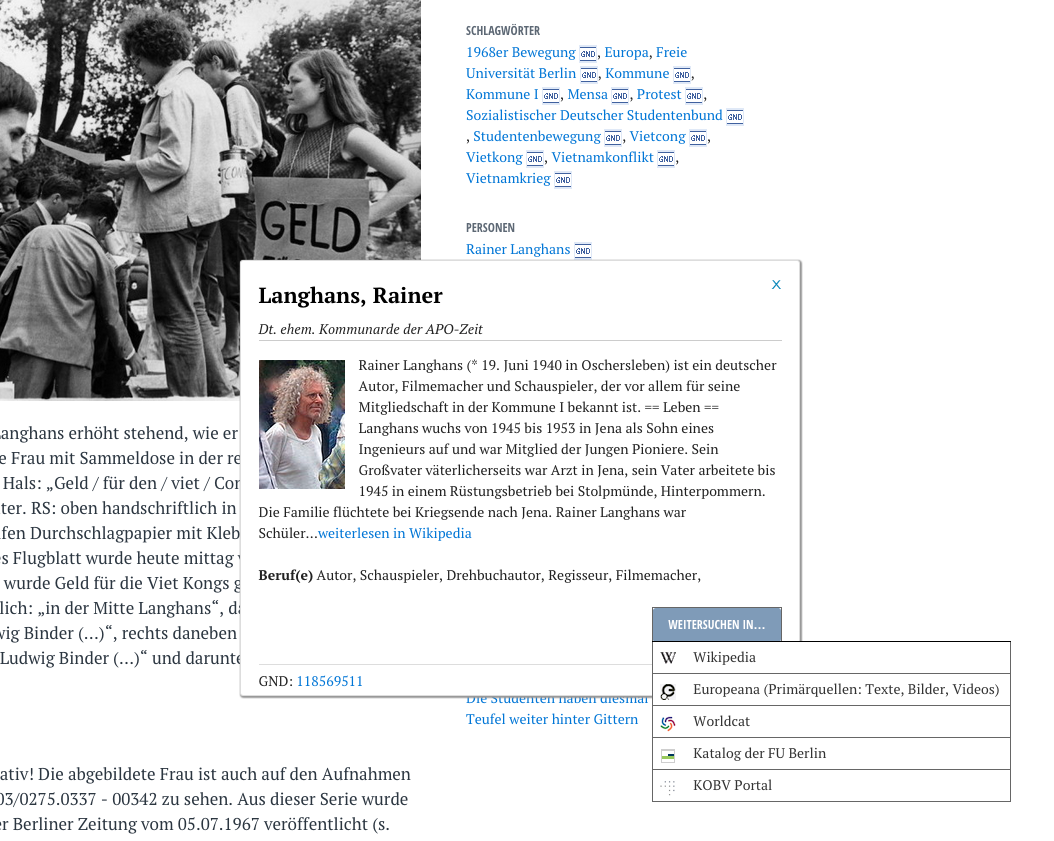 GELD
SCHLAGWÖRTER
1968er Bewegung GND, Europa, Freie
Universität Berlin GND, Kommune GND,
Kommune I GND, Mensa GND, Protest GND,
Sozialistischer Deutscher Studentenbund GND
, Studentenbewegung GND, Vietcong GND,
Vietkong GND, Vietnamkonflikt GND,
Vietnamkrieg GND
PERSONEN
Rainer Langhans GND
X
Langhans, Rainer
Dt. ehem. Kommunarde der APO-Zeit
Rainer Langhans (* 19. Juni 1940 in Oschersleben) ist ein deutscher
Autor, Filmemacher und Schauspieler, der vor allem für seine
Mitgliedschaft in der Kommune I bekannt ist. == Leben ==
Langhans wuchs von 1945 bis 1953 in Jena als Sohn eines
Ingenieurs auf und war Mitglied der Jungen Pioniere. Sein
Großvater väterlicherseits war Arzt in Jena, sein Vater arbeitete bis
1945 in einem Rüstungsbetrieb bei Stolpmünde, Hinterpommern.
Die Familie flüchtete bei Kriegsende nach Jena. Rainer Langhans war
Schüler...weiterlesen in Wikipedia
Beruf(e) Autor, Schauspieler, Drehbuchautor, Regisseur, Filmemacher,
WEITERSUCHEN IN...
GND: 118569511
W Wikipedia
Europeana (Primärquellen: Texte, Bilder, Videos)
Worldcat
Katalog der FU Berlin
KOBV Portal
Langhans erhöht stehend, wie er
e Frau mit Sammeldose in der re
Hals: „Geld / für den / viet / Con
ter. RS: oben handschriftlich in
ifen Durchschlagpapier mit Kleb
es Flugblatt wurde heute mittag v
wurde Geld für die Viet Kongs g
lich: „in der Mitte Langhans“, da
wig Binder (...)“, rechts daneben
Ludwig Binder (...)“ und darunte
Die Studenten haben diesmal
Teufel weiter hinter Gittern
ativ! Die abgebildete Frau ist auch auf den Aufnahmen
03/0275.0337 - 00342 zu sehen. Aus dieser Serie wurde
er Berliner Zeitung vom 05.07.1967 veröffentlicht (s.